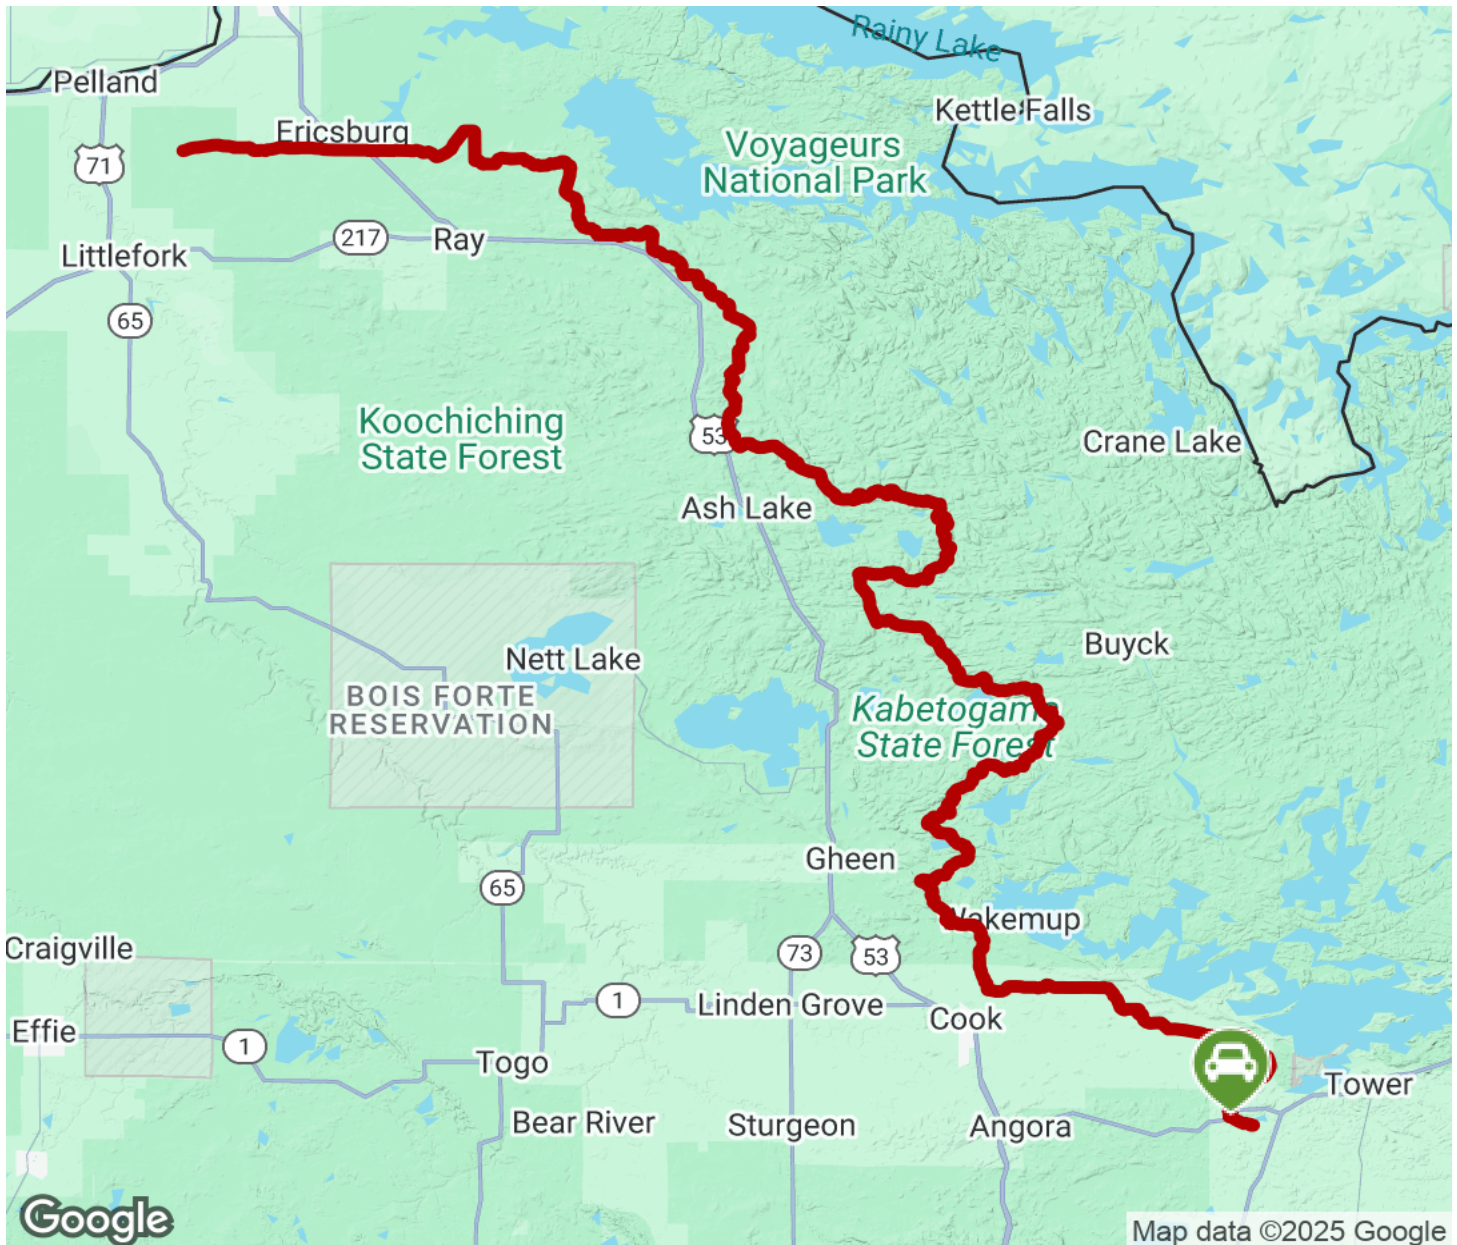 Rainy Lake
Pelland
Kettle Falls
Ericsburg
Voyageurs
National Park
71
Littlefork
217
Ray
65
Koochiching
State Forest
53
Crane Lake
Ash Lake
Nett Lake
Buyck
BOIS FORTE
RESERVATION
Kabetogama
State Forest
Gheen
65
Wakemup
Craigville
73
53
1
Linden Grove
Cook
Effie
1
Togo
Tower
Bear River
Sturgeon
Angora
Google
Map data ©2025 Google